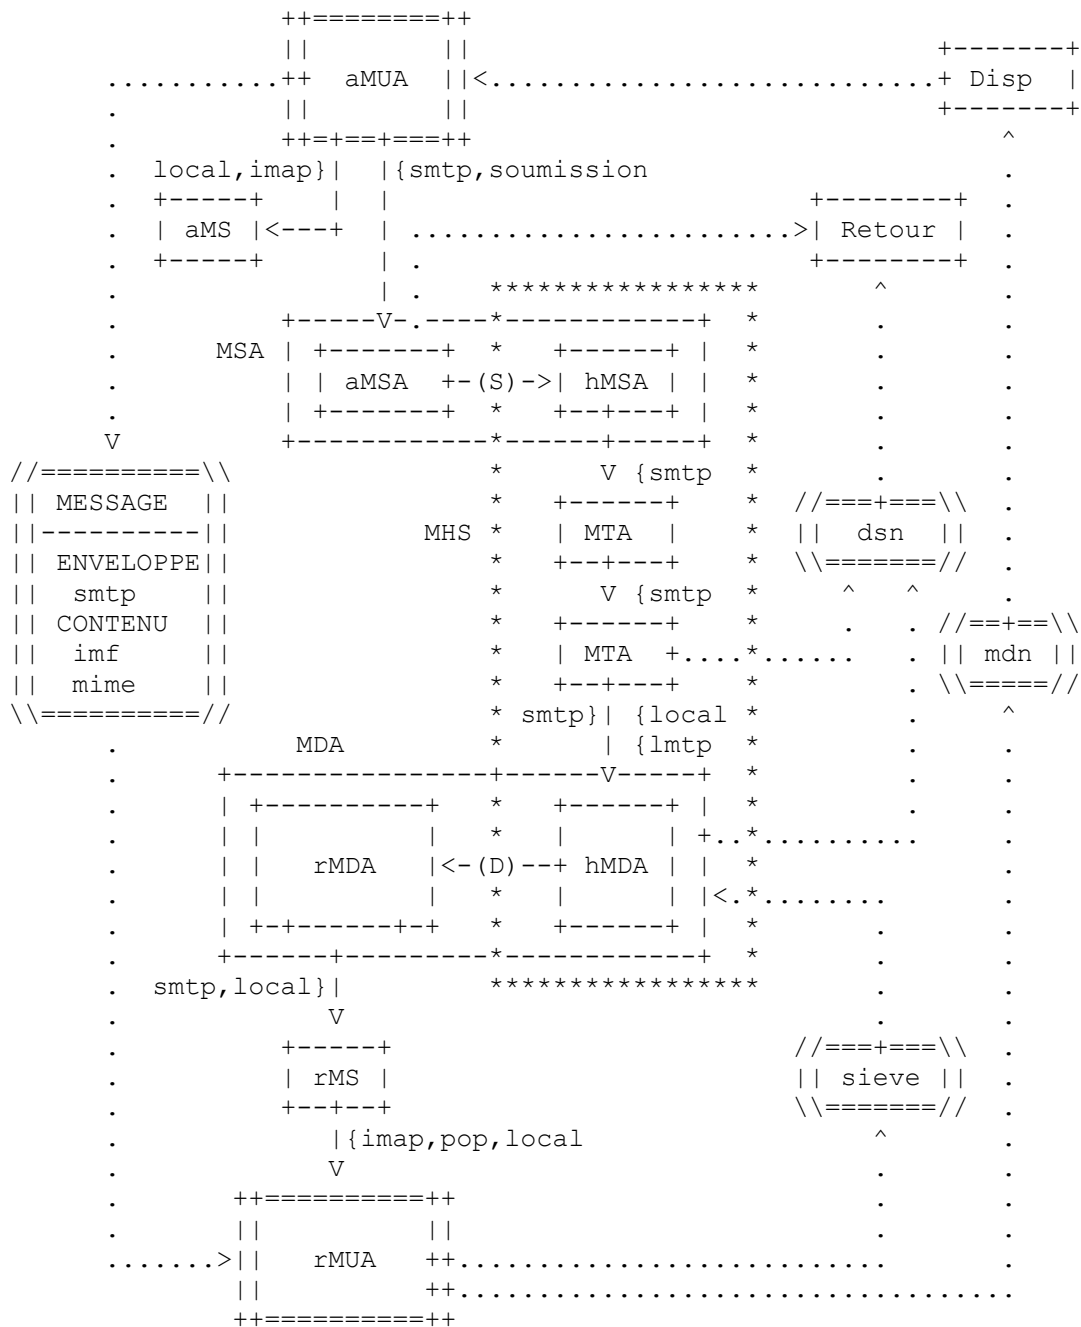 aMUA Disp
local,imap} {smtp,soumission
aMS Retour
MSA
aMSA (S) hMSA
{smtp
MESSAGE
MHS MTA dsn
ENVELOPPE
smtp {smtp
CONTENU
imf MTA mdn
mime
smtp} {local
MDA {lmtp
rMDA (D) hMDA
smtp,local}
rMS sieve
{imap,pop,local
rMUA